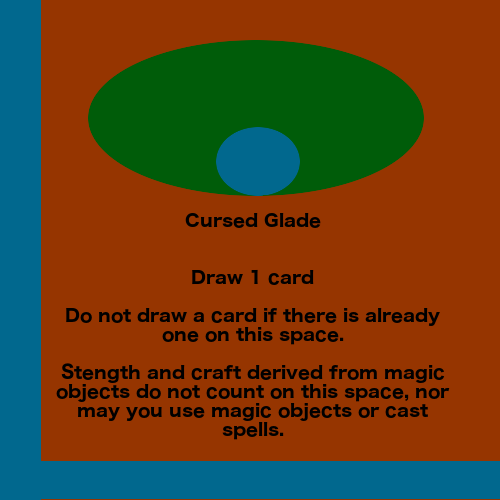 Cursed Glade
Draw 1 card
Do not draw a card if there is already
one on this space.
Stength and craft derived from magic
objects do not count on this space, nor
may you use magic objects or cast
spells.